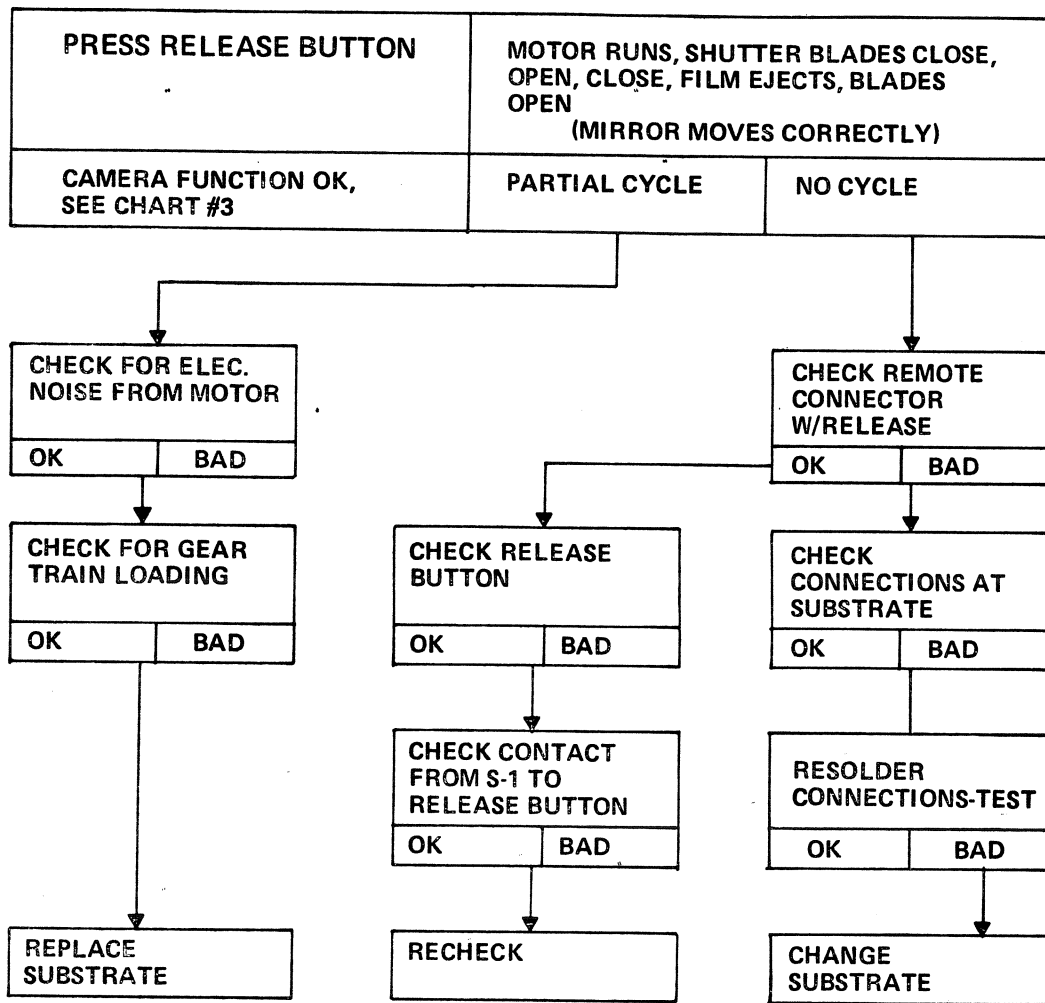 PRESS RELEASE BUTTON
MOTOR RUNS, SHUTTER BLADES CLOSE,
OPEN, CLOSE, FILM EJECTS, BLADES
OPEN
(MIRROR MOVES CORRECTLY)
CAMERA FUNCTION OK,
SEE CHART #3
PARTIAL CYCLE
NO CYCLE
CHECK FOR ELEC.
NOISE FROM MOTOR
OK
BAD
CHECK REMOTE
CONNECTOR
W/RELEASE
OK
BAD
CHECK FOR GEAR
TRAIN LOADING
OK
BAD
CHECK RELEASE
BUTTON
OK
BAD
CHECK
CONNECTIONS AT
SUBSTRATE
OK
BAD
CHECK CONTACT
FROM S-1 TO
RELEASE BUTTON
OK
BAD
RESOLDER
CONNECTIONS-TEST
OK
BAD
REPLACE
SUBSTRATE
RECHECK
CHANGE
SUBSTRATE